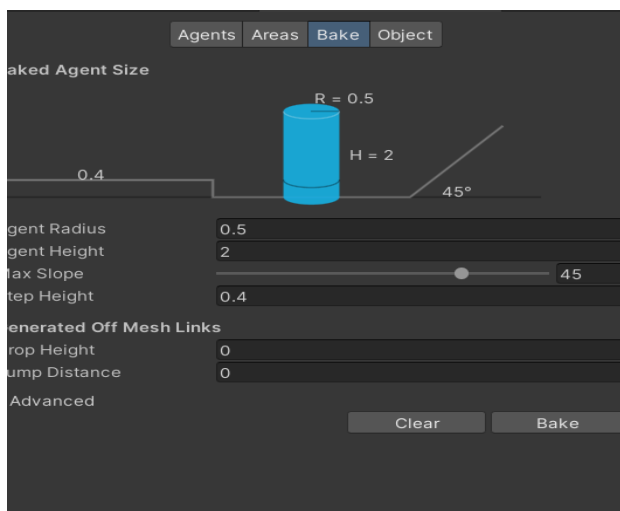 Agents Areas Bake Object
aked Agent Size
R = 0.5
H = 2
0.4
45°
gent Radius 0.5
gent Height 2
Max Slope 45
tep Height 0.4
enerated Off Mesh Links
rop Height 0
ump Distance 0
Advanced
Clear Bake